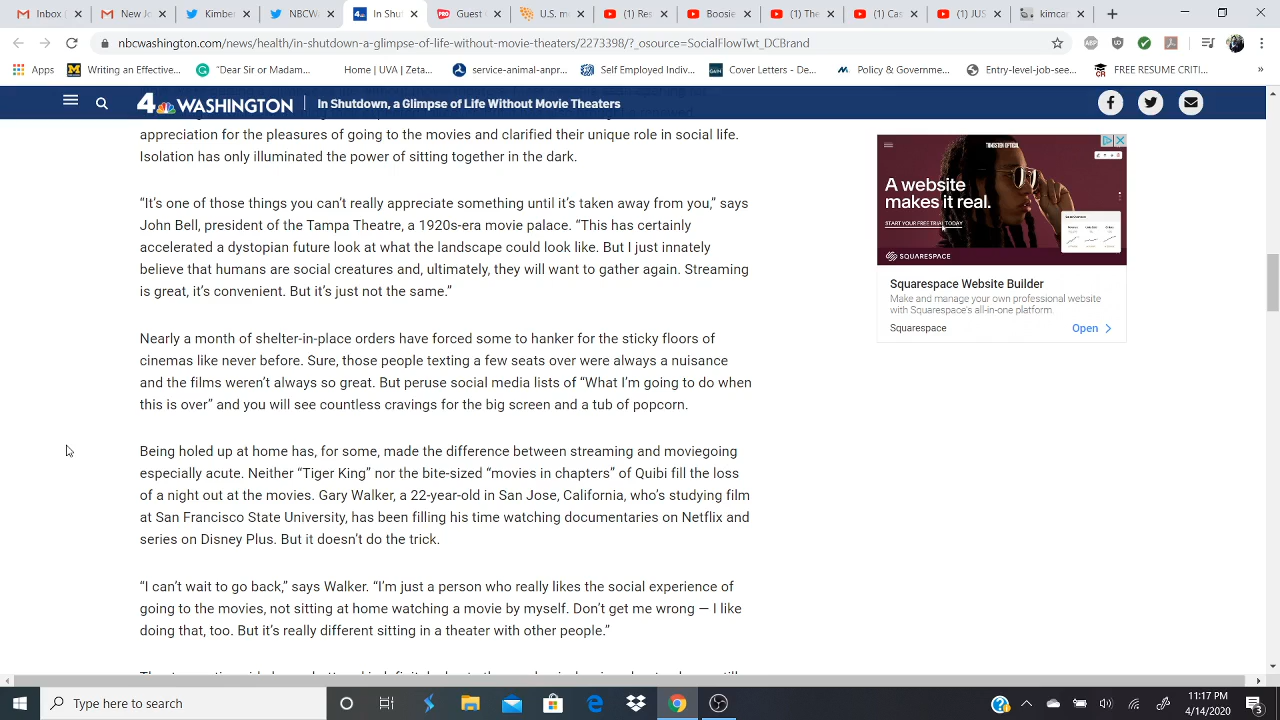 Inbox (1
New Jo
Kimber
NBCW
In Shut
Guest
U.S. m
(1) Res
Boosie
(1) The
(1) Cas
(1) JUS
kimcar
nbcwashington.com/news/health/in-shutdown-a-glimpse-of-life-without-movie-theaters/2273398/?_osource=SocialFlowTwt_DCBrand
Apps
Writing an Effective...
"Dear Sir or Madam...
Home | UVA | Zeta...
service-animal-anpr...
Self Employed Indiv...
Cover Letters - De...
Policy & Governme...
Entry-level-job-see...
FREE RESUME CRITI...
»
4 WASHINGTON
In Shutdown, a Glimpse of Life Without Movie Theaters
appreciation for the pleasures of going to the movies and clarified their unique role in social life.
Isolation has only illuminated the power of sitting together in the dark.
“It’s one of those things you can’t really appreciate something until it’s taken away from you,” says
John Bell, president of the Tampa Theatre, a 1920s-era movie palace. “This has certainly
accelerated a dystopian future look at what the landscape could look like. But I just innately
believe that humans are social creatures and, ultimately, they will want to gather again. Streaming
is great, it’s convenient. But it’s just not the same.”
Nearly a month of shelter-in-place orders have forced some to hanker for the sticky floors of
cinemas like never before. Sure, those people texting a few seats over were always a nuisance
and the films weren’t always so great. But peruse social media lists of “What I’m going to do when
this is over” and you will see countless cravings for the big screen and a tub of popcorn.
Being holed up at home has, for some, made the difference between streaming and moviegoing
especially acute. Neither “Tiger King” nor the bite-sized “movies in chapters” of Quibi fill the loss
of a night out at the movies. Gary Walker, a 22-year-old in San Jose, California, who’s studying film
at San Francisco State University, has been filling his time watching documentaries on Netflix and
series on Disney Plus. But it doesn’t do the trick.
“I can’t wait to go back,” says Walker. “I’m just a person who really likes the social experience of
going to the movies, not sitting at home watching a movie by myself. Don’t get me wrong — I like
doing that, too. But it’s really different sitting in a theater with other people.”
TUNGSTEN OPTICAL
A website
makes it real.
START YOUR FREE TRIAL TODAY
SQUARESPACE
Squarespace Website Builder
Make and manage your own professional website
with Squarespace's all-in-one platform.
Squarespace
Open
Type here to search
11:17 PM
4/14/2020